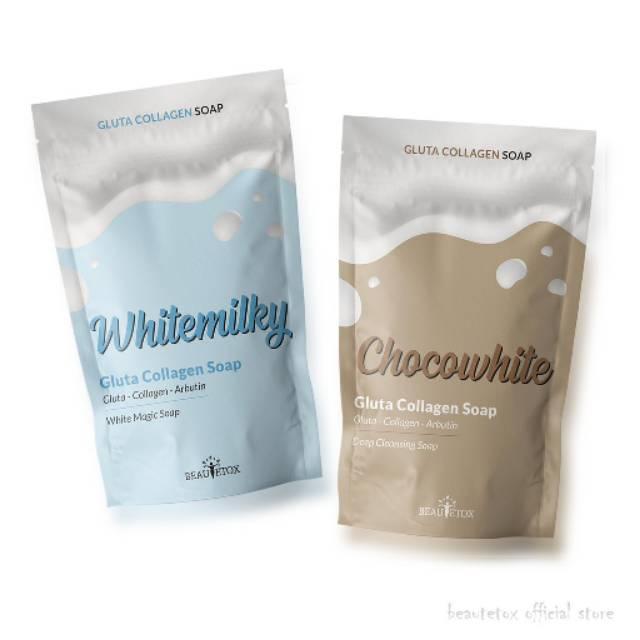 GLUTA COLLAGEN SOAP
Whitemilky
Gluta Collagen Soap
Gluta - Collagen - Arbutin
White Magic Soap
BEAUTETOX
GLUTA COLLAGEN SOAP
Chocowhite
Gluta Collagen Soap
Gluta - Collagen - Arbutin
Deep Cleansing Soap
BEAUTETOX
beautetox official store